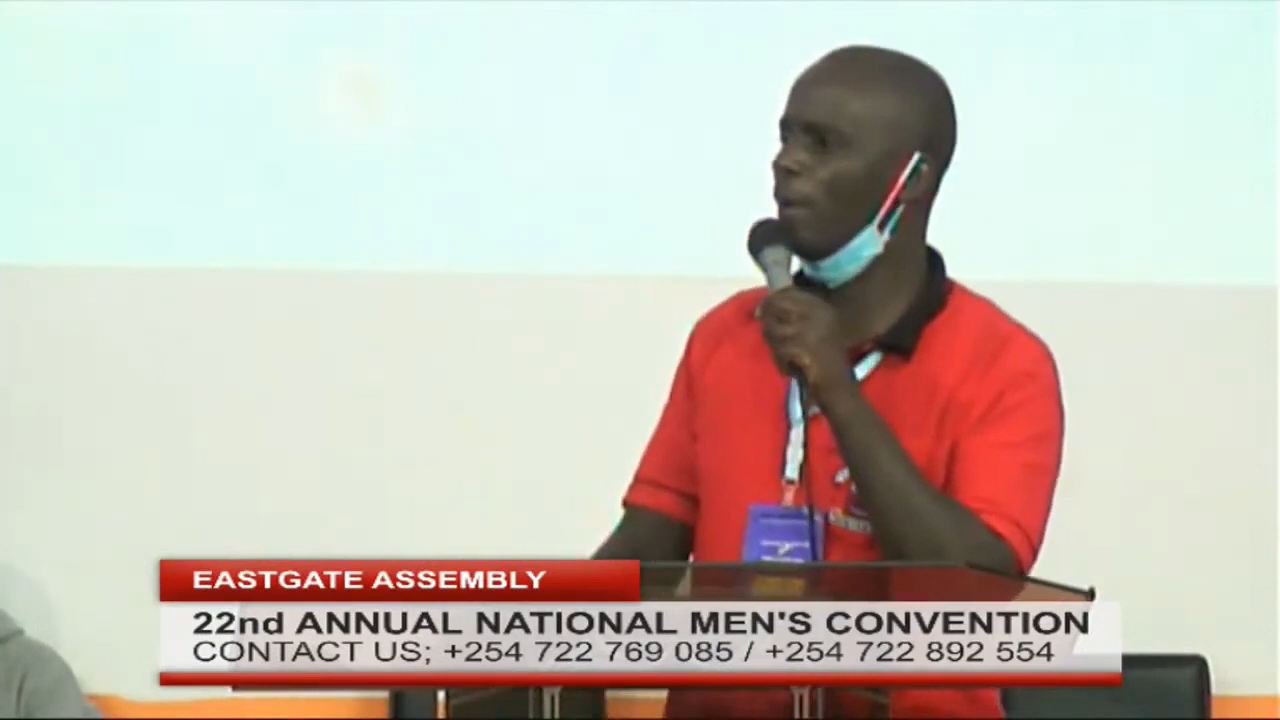 EASTGATE ASSEMBLY
22nd ANNUAL NATIONAL MEN'S CONVENTION
CONTACT US; +254 722 769 085 / +254 722 892 554